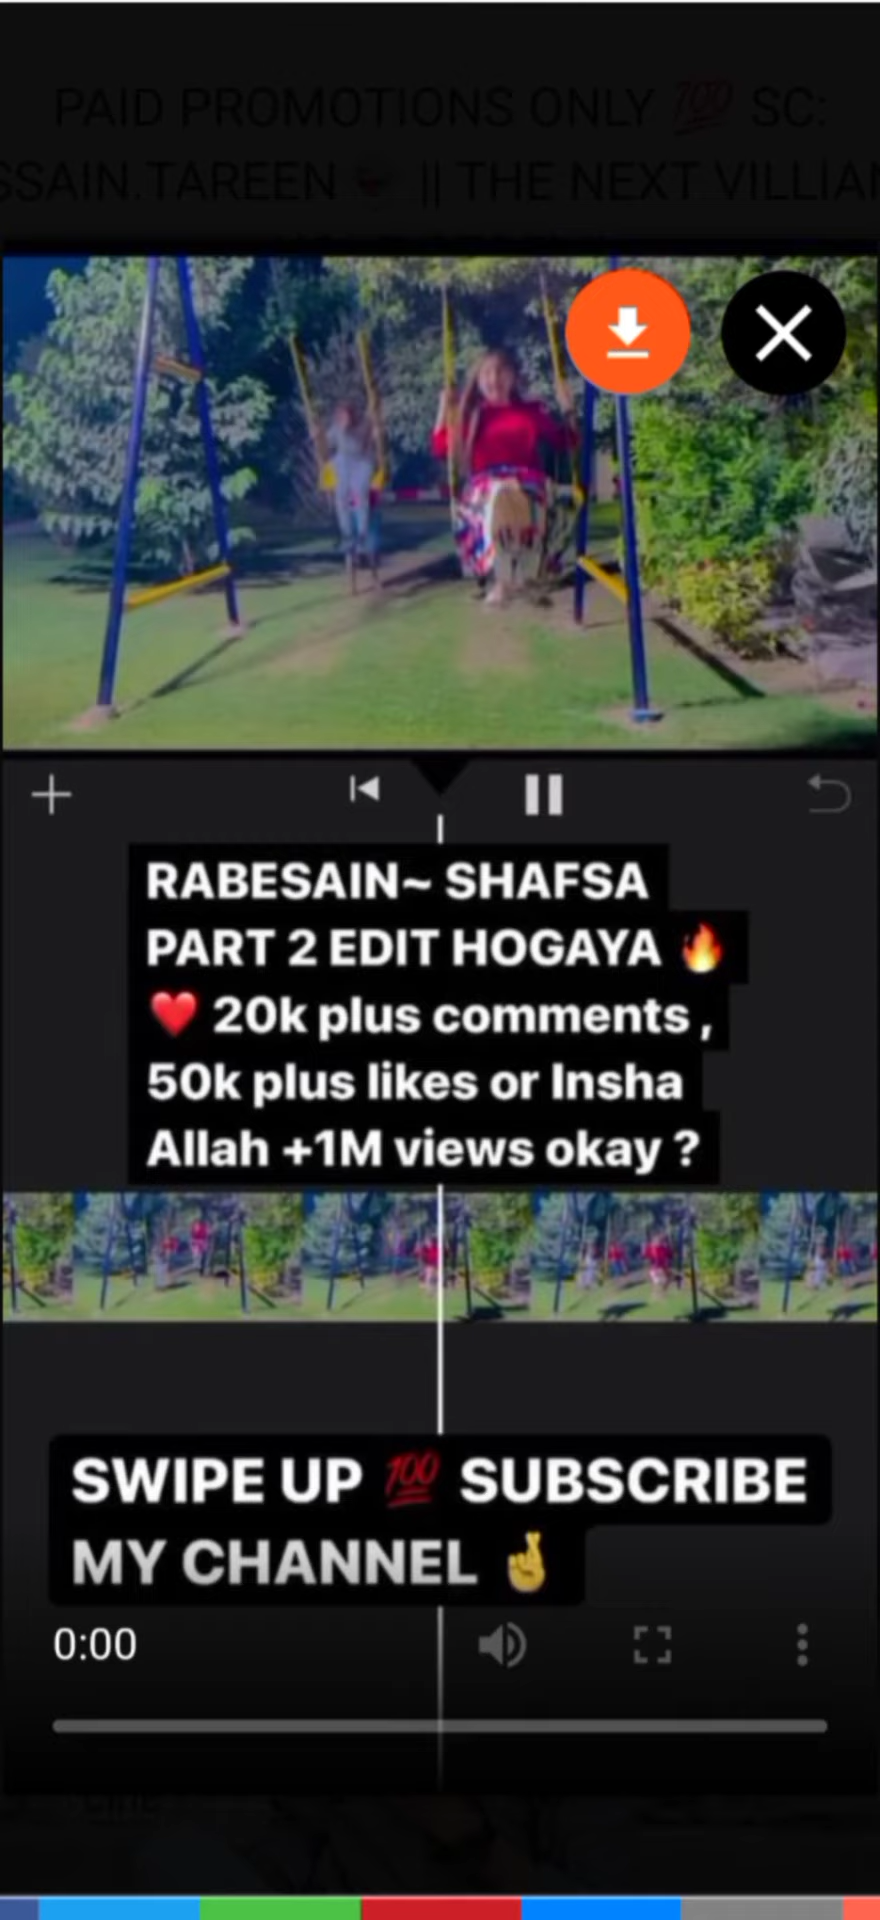 PAID PROMOTIONS ONLY 💯 SC:
SSAIN.TAREEN || THE NEXT VILLIAN
RABESAIN~ SHAFSA
PART 2 EDIT HOGAYA 🔥
❤️ 20k plus comments ,
50k plus likes or Insha
Allah +1M views okay ?
SWIPE UP 💯 SUBSCRIBE
MY CHANNEL 🤞
0:00